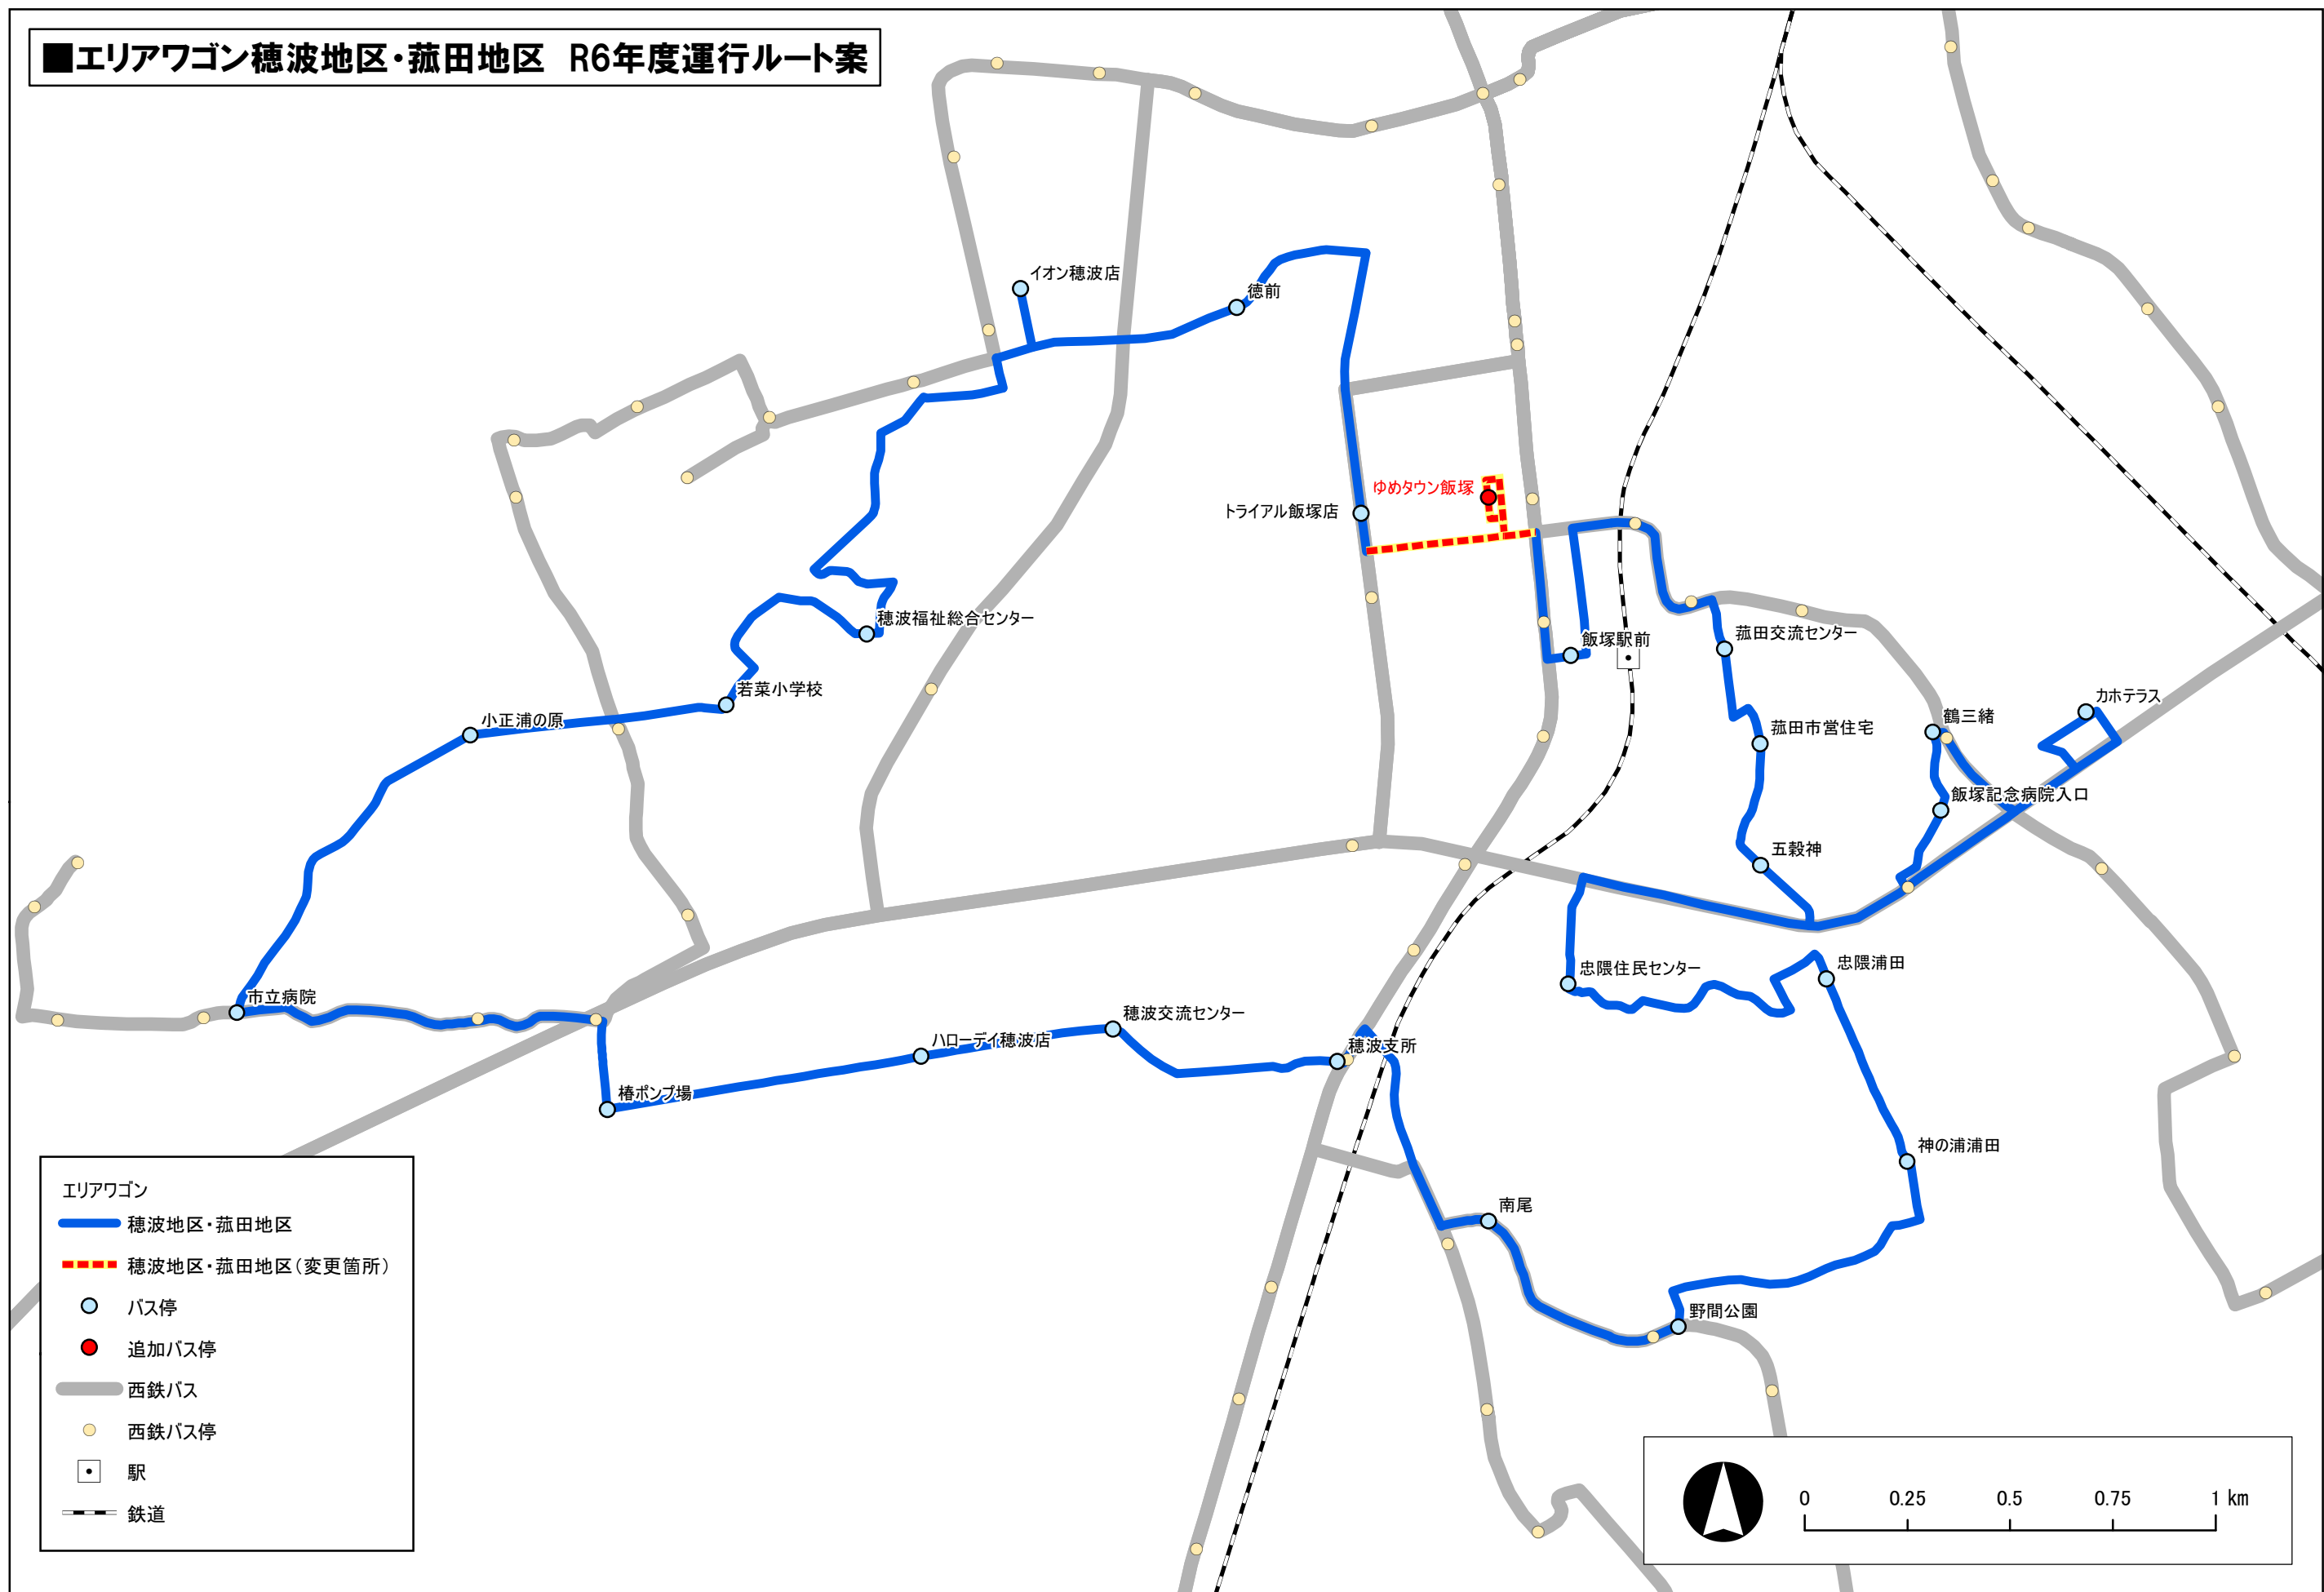 ■エリアワゴン穂波地区・菰田地区　R6年度運行ルート案
イオン穂波店
徳前
ゆめタウン飯塚
トライアル飯塚店
穂波福祉総合センター
飯塚駅前
菰田交流センター
若菜小学校
カホテラス
小正浦の原
鶴三緒
菰田市営住宅
飯塚記念病院入口
五穀神
忠隈住民センター
忠隈浦田
市立病院
穂波交流センター
ハローデイ穂波店
穂波支所
椿ポンプ場
神の浦浦田
南尾
野間公園
エリアワゴン
穂波地区・菰田地区
穂波地区・菰田地区（変更箇所）
バス停
追加バス停
西鉄バス
西鉄バス停
駅
鉄道
0 0.25 0.5 0.75 1 km